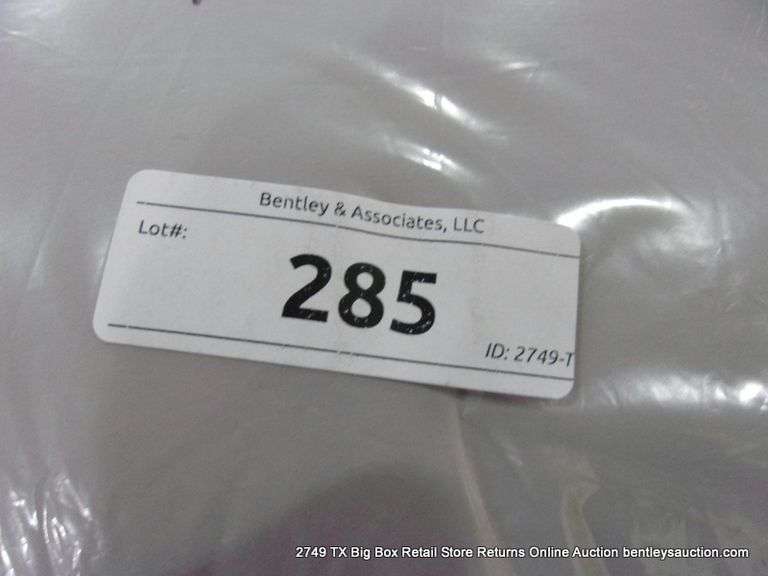 Bentley & Associates, LLC
Lot#:
285
ID: 2749-T
2749 TX Big Box Retail Store Returns Online Auction bentleysauction.com